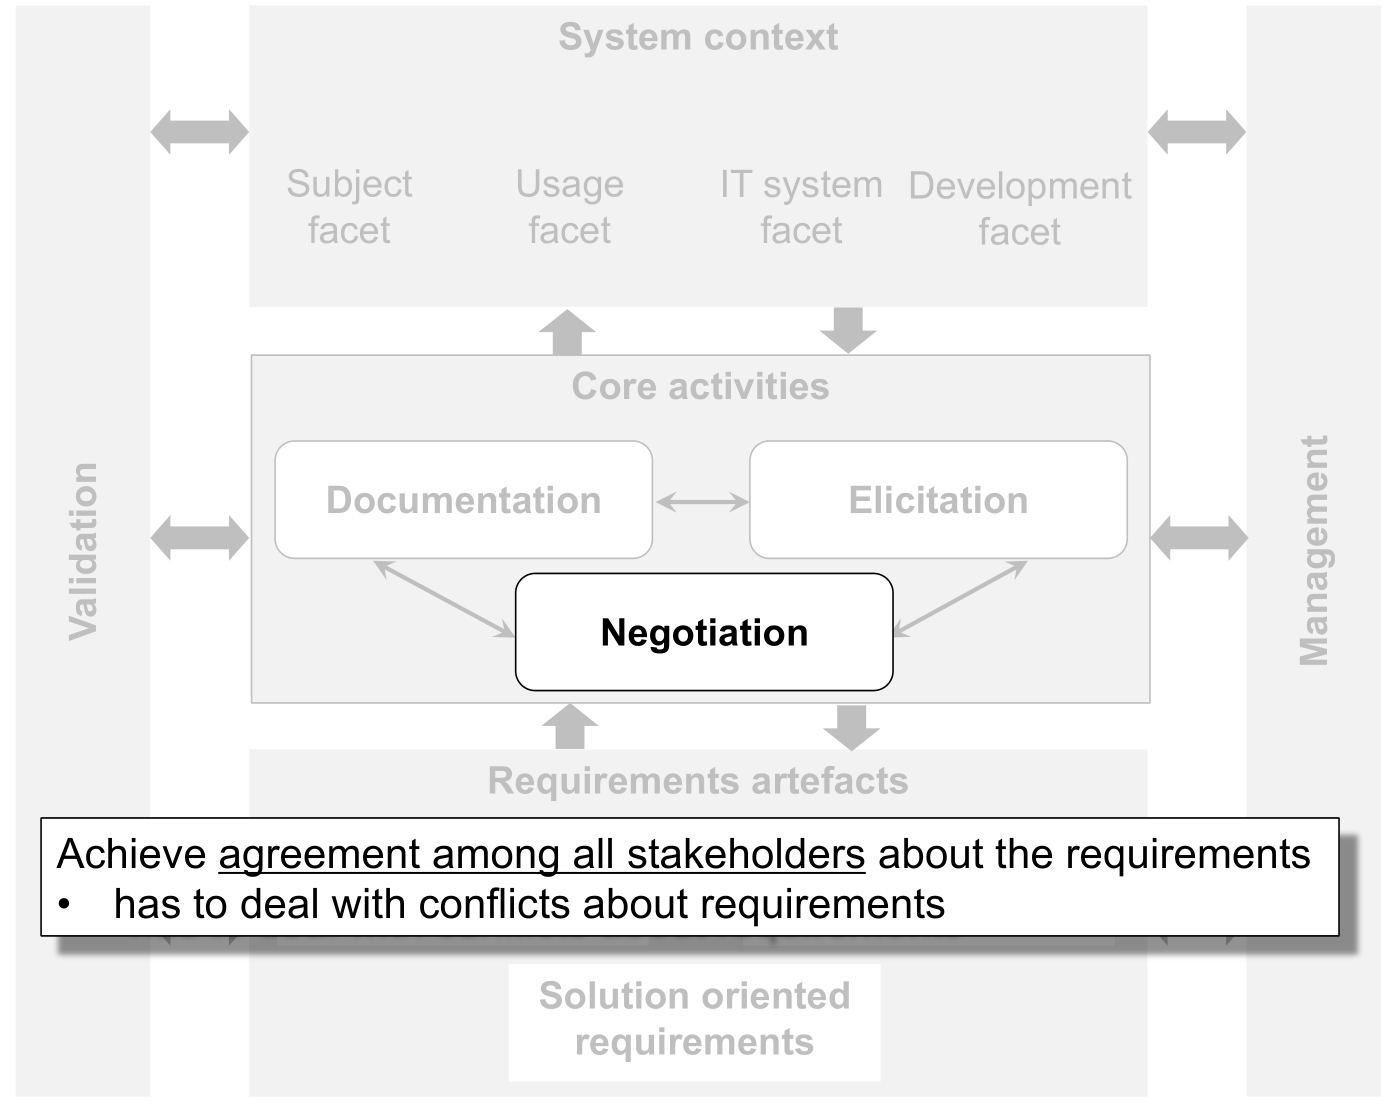 System context
Subject facet
Usage facet
IT system facet
Development facet
Core activities
Documentation
Elicitation
Negotiation
Validation
Management
Requirements artefacts
Achieve agreement among all stakeholders about the requirements
• has to deal with conflicts about requirements
Solution oriented
requirements